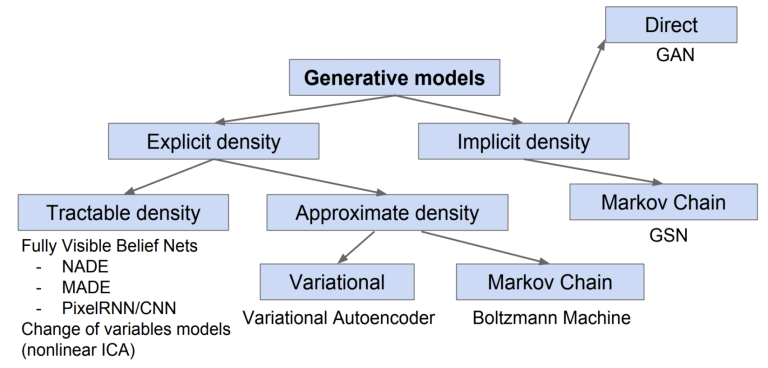 Direct
GAN
Generative models
Explicit density
Implicit density
Tractable density
Approximate density
Markov Chain
GSN
Fully Visible Belief Nets
- NADE
- MADE
- PixelRNN/CNN
Change of variables models
(nonlinear ICA)
Variational
Variational Autoencoder
Markov Chain
Boltzmann Machine